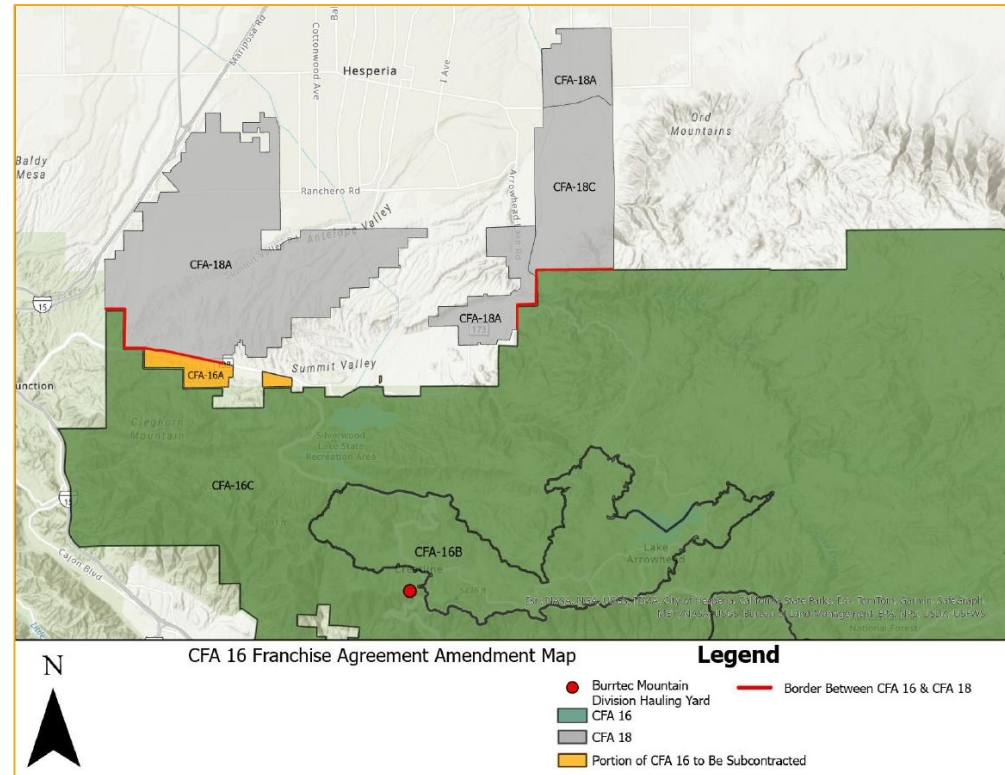 Mariposa Rd
Cottonwood Ave
Hesperia
I Ave
CFA-18A
Ord
Mountains
Baldy
Mesa
Ranchero Rd
Arrowhead Lake Rd
CFA-18C
Antelope Valley
CFA-18A
15
CFA-18A
173
Summit Valley
CFA-16A
Cleghorn
Mountain
Silverwood
Lake State
Recreation Area
CFA-16C
15
CFA-16B
Lake
Arrowhead
Cajon Blvd
National Forest
N
CFA 16 Franchise Agreement Amendment Map
Legend
Burrtec Mountain
Division Hauling Yard
Border Between CFA 16 & CFA 18
CFA 16
CFA 18
Portion of CFA 16 to Be Subcontracted